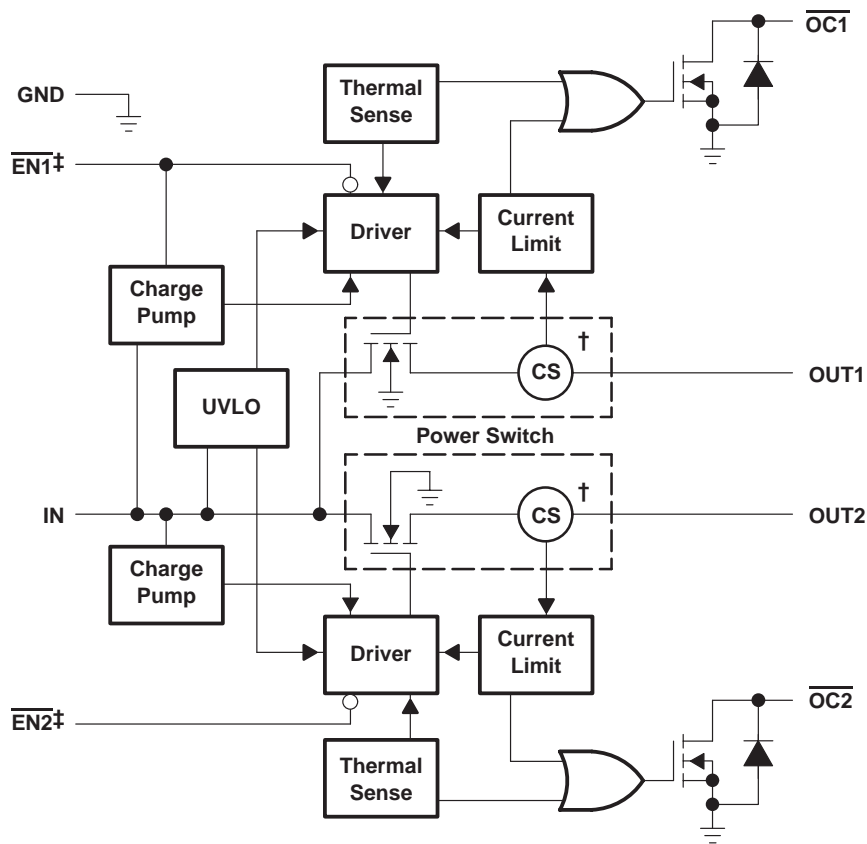 OC1
GND
Thermal
Sense
EN1‡
Driver
Current
Limit
Charge
Pump
†
CS
OUT1
UVLO
Power Switch
†
IN
CS
OUT2
Charge
Pump
Driver
Current
Limit
OC2
EN2‡
Thermal
Sense